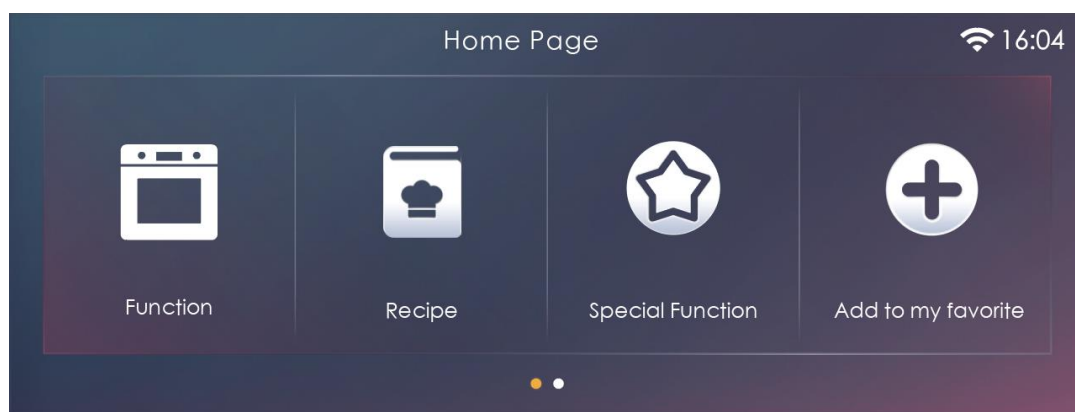 Home Page
16:04
Function
Recipe
Special Function
Add to my favorite